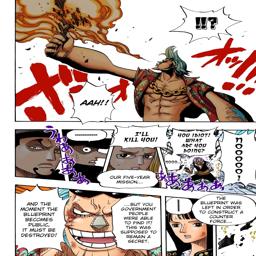 !!?
AAH!!
YOU IDIOT!
WHAT
ARE YOU
DOING?
I'LL
KILL YOU!
OUR FIVE-YEAR
MISSION....
THE
BLUEPRINT
WAS LEFT IN
ORDER TO
CONSTRUCT A
COUNTER
FORCE...
...BUT YOU
GOVERNMENT
PEOPLE
WERE ABLE
TO FIND IT!
THIS WAS
SUPPOSED TO
REMAIN A
SECRET.
AND THE
MOMENT THE
BLUEPRINT
BECOMES
PUBLIC,
IT MUST BE
DESTROYED!